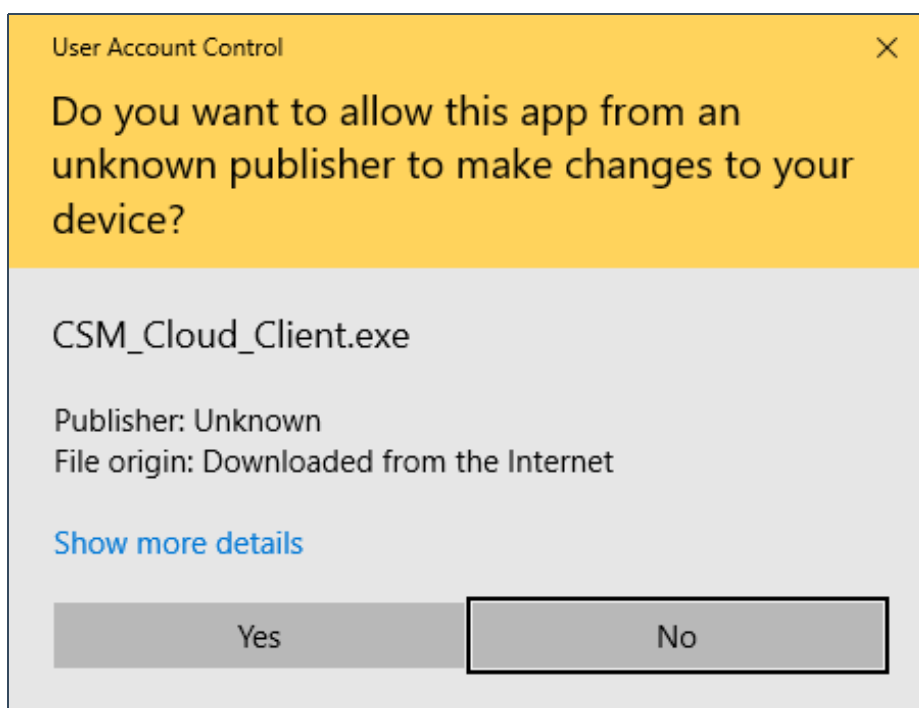 User Account Control
Do you want to allow this app from an
unknown publisher to make changes to your
device?
CSM_Cloud_Client.exe
Publisher: Unknown
File origin: Downloaded from the Internet
Show more details
Yes
No